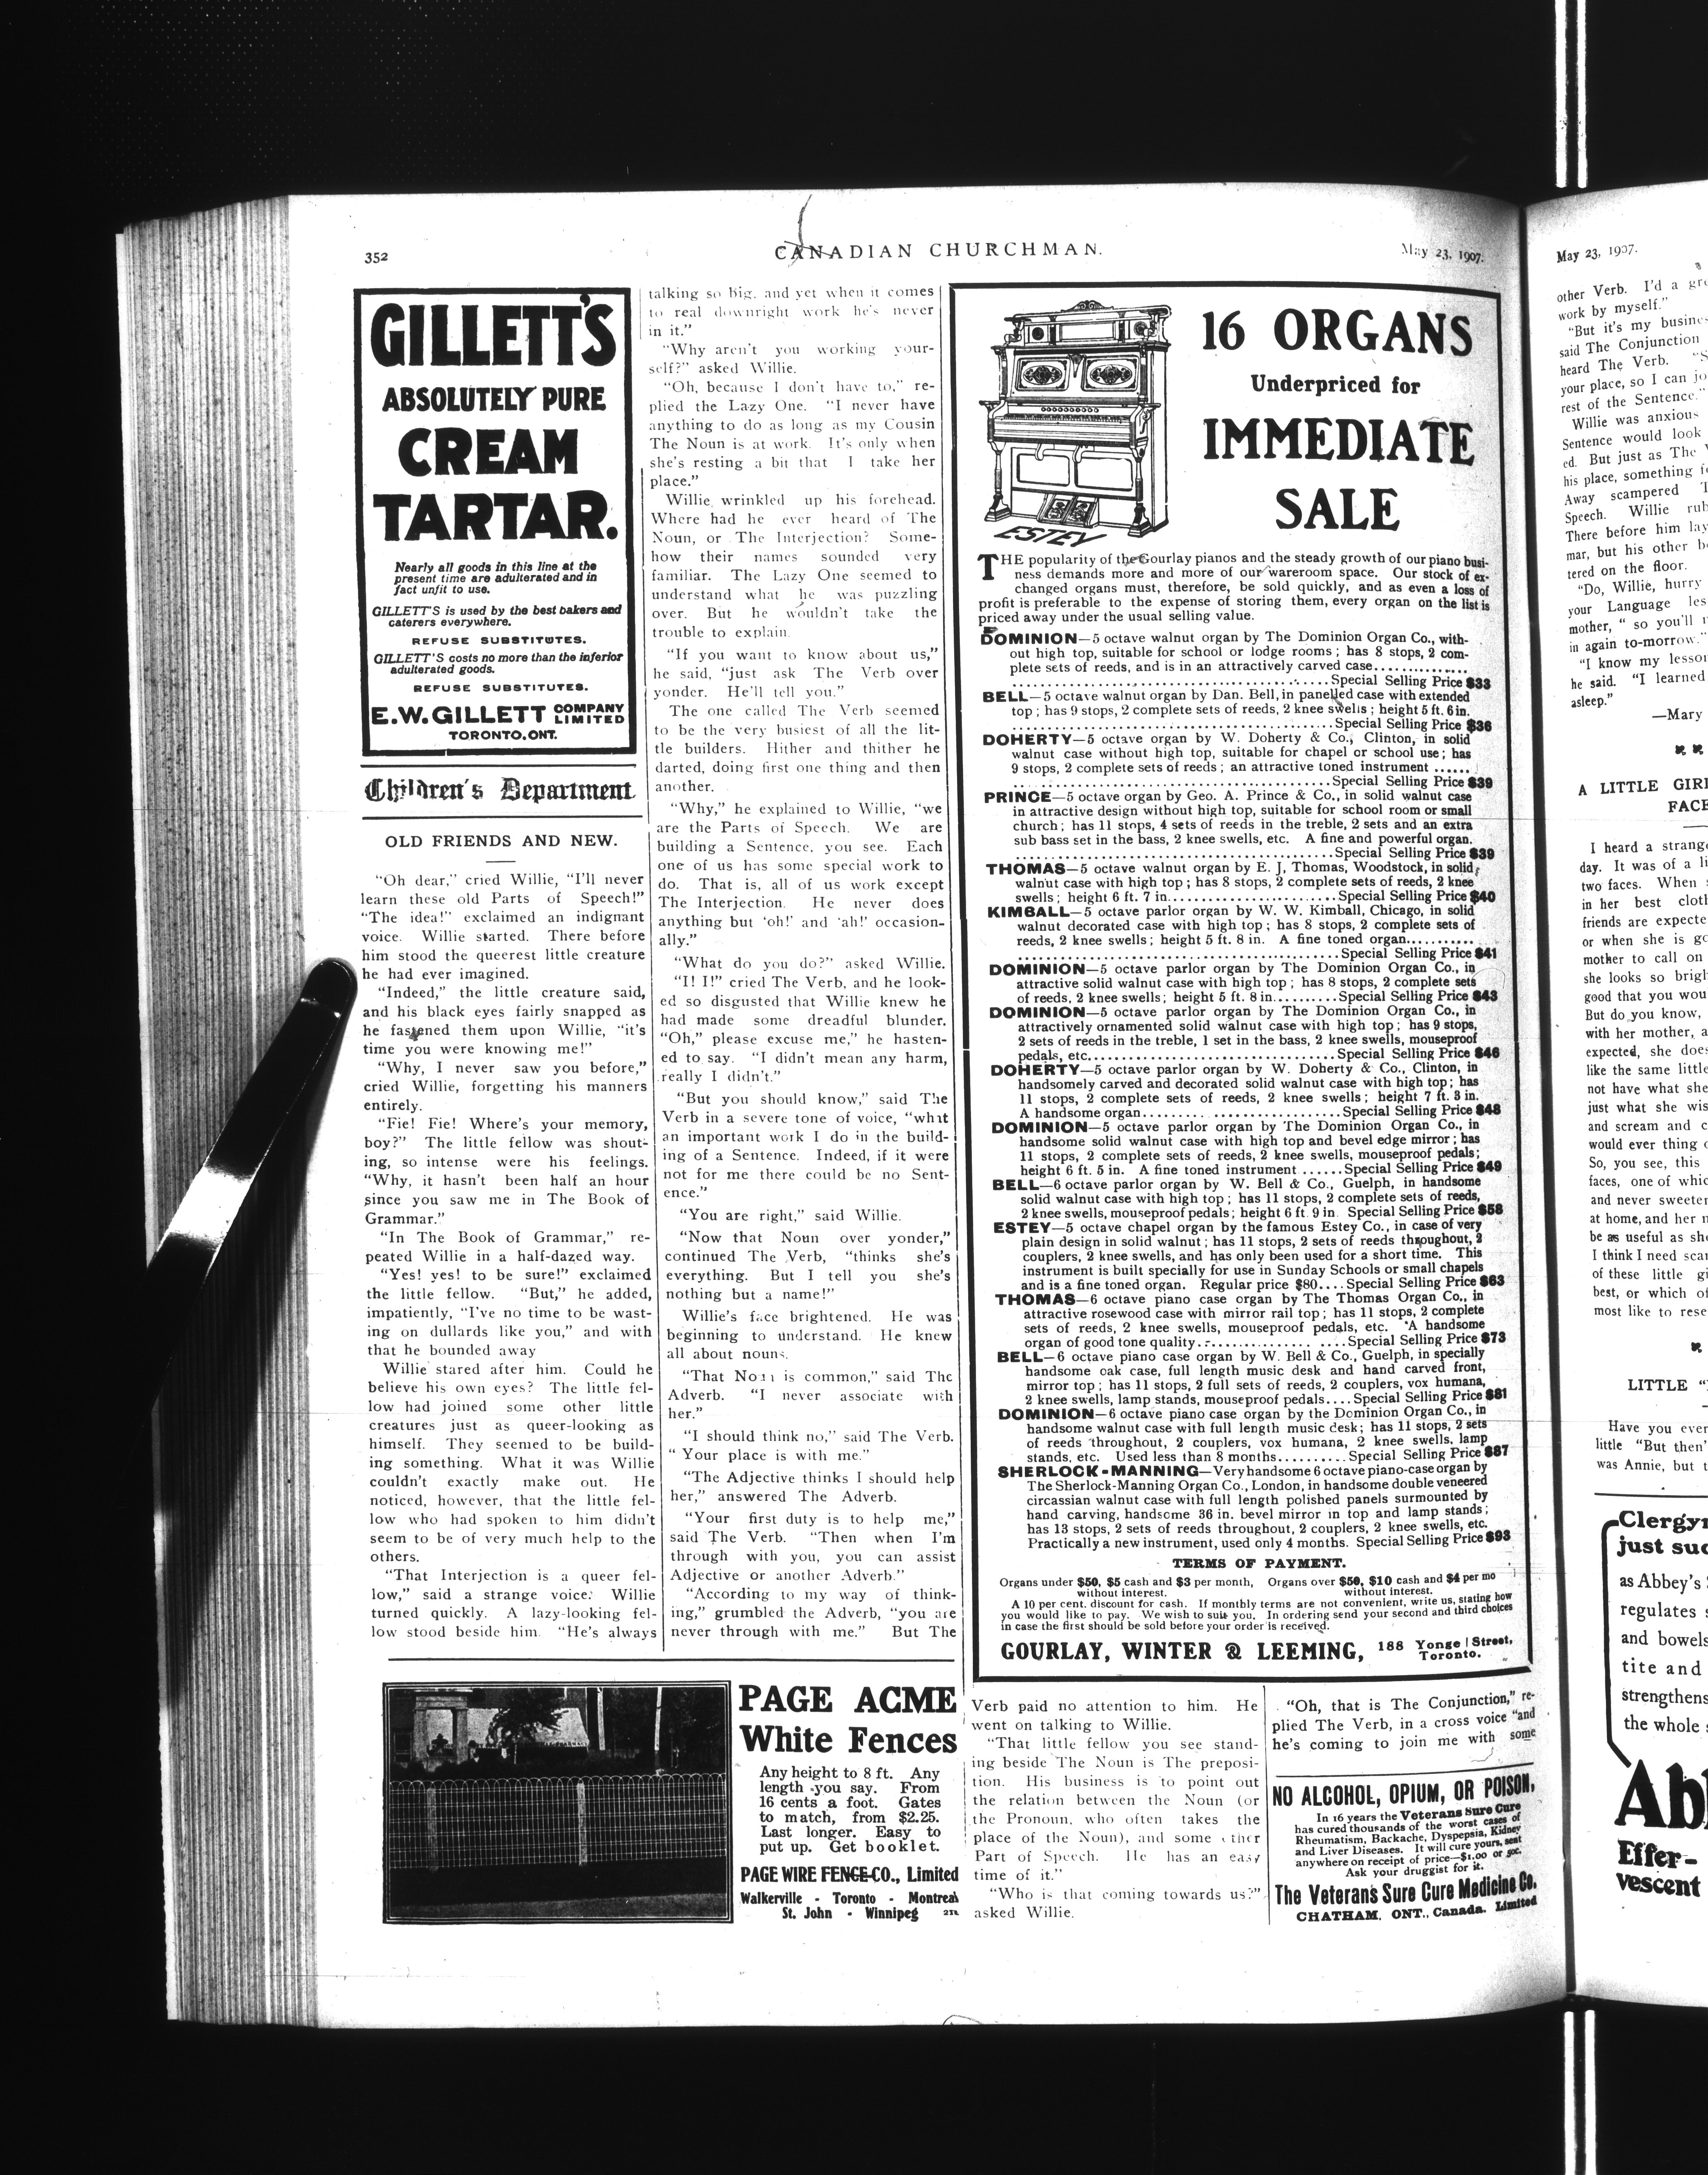 352
CANADIAN CHURCHMAN.
May 23, 1907.
GILLETT'S
ABSOLUTELY PURE
CREAM
TARTAR.
Nearly all goods in this line at the
present time are adulterated and in
fact unfit to use.
GILLETT'S is used by the best bakers and
caterers everywhere.
REFUSE SUBSTITUTES.
GILLETT'S costs no more than the inferior
adulterated goods.
REFUSE SUBSTITUTES.
E.W. GILLETT COMPANY LIMITED
TORONTO, ONT.
Children's Department
OLD FRIENDS AND NEW.
"Oh dear," cried Willie, "I'll never
learn these old Parts of Speech!"
"The idea!" exclaimed an indignant
voice. Willie started. There before
him stood the queerest little creature
he had ever imagined.
"Indeed," the little creature said,
and his black eyes fairly snapped as
he fastened them upon Willie, "it's
time you were knowing me!"
"Why, I never saw you before,"
cried Willie, forgetting his manners
entirely.
"Fie! Fie! Where's your memory,
boy?" The little fellow was shout-
ing, so intense were his feelings.
"Why, it hasn't been half an hour
since you saw me in The Book of
Grammar."
"In The Book of Grammar," re-
peated Willie in a half-dazed way.
"Yes! yes! to be sure!" exclaimed
the little fellow. "But," he added,
impatiently, "I've no time to be wast-
ing on dullards like you," and with
that he bounded away
Willie stared after him. Could he
believe his own eyes? The little fel-
low had joined some other little
creatures just as queer-looking as
himself. They seemed to be build-
ing something. What it was Willie
couldn't exactly make out. He
noticed, however, that the little fel-
low who had spoken to him didn't
seem to be of very much help to the
others.
"That Interjection is a queer fel-
low," said a strange voice. Willie
turned quickly. A lazy-looking fel-
low stood beside him. "He's always
talking so big, and yet when it comes
to real downright work he's never
in it."
"Why aren't you working your-
self?" asked Willie.
"Oh, because I don't have to," re-
plied the Lazy One. "I never have
anything to do as long as my Cousin
The Noun is at work. It's only when
she's resting a bit that I take her
place."
Willie wrinkled up his forehead.
Where had he ever heard of The
Noun, or The Interjection? Some-
how their names sounded very
familiar. The Lazy One seemed to
understand what he was puzzling
over. But he wouldn't take the
trouble to explain.
"If you want to know about us,"
he said, "just ask The Verb over
yonder. He'll tell you."
The one called The Verb seemed
to be the very busiest of all the lit-
tle builders. Hither and thither he
darted, doing first one thing and then
another.
"Why," he explained to Willie, "we
are the Parts of Speech. We are
building a Sentence, you see. Each
one of us has some special work to
do. That is, all of us work except
The Interjection. He never does
anything but 'oh!' and 'ah!' occasion-
ally."
"What do you do?" asked Willie.
"I! I!" cried The Verb, and he look-
ed so disgusted that Willie knew he
had made some dreadful blunder.
"Oh," please excuse me," he hasten-
ed to say. "I didn't mean any harm,
really I didn't."
"But you should know," said The
Verb in a severe tone of voice, "what
an important work I do in the build-
ing of a Sentence. Indeed, if it were
not for me there could be no Sent-
ence."
"You are right," said Willie.
"Now that Noun over yonder,"
continued The Verb, "thinks she's
everything. But I tell you she's
nothing but a name!"
Willie's face brightened. He was
beginning to understand. He knew
all about nouns.
"That Noun is common," said The
Adverb. "I never associate with
her."
"I should think no," said The Verb.
"Your place is with me."
"The Adjective thinks I should help
her," answered The Adverb.
"Your first duty is to help me,"
said The Verb. "Then when I'm
through with you, you can assist
Adjective or another Adverb."
"According to my way of think-
ing," grumbled the Adverb, "you are
never through with me." But The
16 ORGANS
Underpriced for
IMMEDIATE
SALE
ESTEY
THE popularity of the Gourlay pianos and the steady growth of our piano busi-
ness demands more and more of our wareroom space. Our stock of ex-
changed organs must, therefore, be sold quickly, and as even a loss of
profit is preferable to the expense of storing them, every organ on the list is
priced away under the usual selling value.
DOMINION—5 octave walnut organ by The Dominion Organ Co., with-
out high top, suitable for school or lodge rooms; has 8 stops, 2 com-
plete sets of reeds, and is in an attractively carved case..............
Special Selling Price $33
BELL—5 octave walnut organ by Dan. Bell, in panelled case with extended
top; has 9 stops, 2 complete sets of reeds, 2 knee swells; height 5 ft. 6 in.
Special Selling Price $36
DOHERTY—5 octave organ by W. Doherty & Co., Clinton, in solid
walnut case without high top, suitable for chapel or school use; has
9 stops, 2 complete sets of reeds; an attractive toned instrument ......
Special Selling Price $39
PRINCE—5 octave organ by Geo. A. Prince & Co., in solid walnut case
in attractive design without high top, suitable for school room or small
church; has 11 stops, 4 sets of reeds in the treble, 2 sets and an extra
sub bass set in the bass, 2 knee swells, etc. A fine and powerful organ.
Special Selling Price $39
THOMAS—5 octave walnut organ by E. J. Thomas, Woodstock, in solid
walnut case with high top; has 8 stops, 2 complete sets of reeds, 2 knee
swells; height 6 ft. 7 in........................Special Selling Price $40
KIMBALL—5 octave parlor organ by W. W. Kimball, Chicago, in solid
walnut decorated case with high top; has 8 stops, 2 complete sets of
reeds, 2 knee swells; height 5 ft. 8 in. A fine toned organ...........
Special Selling Price $41
DOMINION—5 octave parlor organ by The Dominion Organ Co., in
attractive solid walnut case with high top; has 8 stops, 2 complete sets
of reeds, 2 knee swells; height 5 ft. 8 in..........Special Selling Price $43
DOMINION—5 octave parlor organ by The Dominion Organ Co., in
attractively ornamented solid walnut case with high top; has 9 stops,
2 sets of reeds in the treble, 1 set in the bass, 2 knee swells, mouseproof
pedals, etc..................................Special Selling Price $46
DOHERTY—5 octave parlor organ by W. Doherty & Co., Clinton, in
handsomely carved and decorated solid walnut case with high top; has
11 stops, 2 complete sets of reeds, 2 knee swells; height 7 ft. 3 in.
A handsome organ............................Special Selling Price $48
DOMINION—5 octave parlor organ by The Dominion Organ Co., in
handsome solid walnut case with high top and bevel edge mirror; has
11 stops, 2 complete sets of reeds, 2 knee swells, mouseproof pedals;
height 6 ft. 5 in. A fine toned instrument......Special Selling Price $49
BELL—6 octave parlor organ by W. Bell & Co., Guelph, in handsome
solid walnut case with high top; has 11 stops, 2 complete sets of reeds,
2 knee swells, mouseproof pedals; height 6 ft. 9 in. Special Selling Price $58
ESTEY—5 octave chapel organ by the famous Estey Co., in case of very
plain design in solid walnut; has 11 stops, 2 sets of reeds throughout, 2
couplers, 2 knee swells, and has only been used for a short time. This
instrument is built specially for use in Sunday Schools or small chapels
and is a fine toned organ. Regular price $80....Special Selling Price $63
THOMAS—6 octave piano case organ by The Thomas Organ Co., in
attractive rosewood case with mirror rail top; has 11 stops, 2 complete
sets of reeds, 2 knee swells, mouseproof pedals, etc. A handsome
organ of good tone quality....................Special Selling Price $73
BELL—6 octave piano case organ by W. Bell & Co., Guelph, in specially
handsome oak case, full length music desk and hand carved front,
mirror top; has 11 stops, 2 full sets of reeds, 2 couplers, vox humana,
2 knee swells, lamp stands, mouseproof pedals....Special Selling Price $81
DOMINION—6 octave piano case organ by the Dominion Organ Co., in
handsome walnut case with full length music desk; has 11 stops, 2 sets
of reeds throughout, 2 couplers, vox humana, 2 knee swells, lamp
stands, etc. Used less than 8 months..........Special Selling Price $87
SHERLOCK-MANNING—Very handsome 6 octave piano-case organ by
The Sherlock-Manning Organ Co., London, in handsome double veneered
circassian walnut case with full length polished panels surmounted by
hand carving, handsome 36 in. bevel mirror in top and lamp stands;
has 13 stops, 2 sets of reeds throughout, 2 couplers, 2 knee swells, etc.
Practically a new instrument, used only 4 months. Special Selling Price $93
TERMS OF PAYMENT.
Organs under $50, $5 cash and $3 per month, without interest.
Organs over $50, $10 cash and $4 per mo without interest.
A 10 per cent. discount for cash. If monthly terms are not convenient, write us, stating how
you would like to pay. We wish to suit you. In ordering send your second and third choices
in case the first should be sold before your order is received.
GOURLAY, WINTER & LEEMING, 188 Yonge Street, Toronto.
PAGE ACME
White Fences
Any height to 8 ft. Any
length you say. From
16 cents a foot. Gates
to match, from $2.25.
Last longer. Easy to
put up. Get booklet.
PAGE WIRE FENCE CO., Limited
Walkerville - Toronto - Montreal
St. John - Winnipeg
Verb paid no attention to him. He
went on talking to Willie.
"That little fellow you see stand-
ing beside The Noun is The preposi-
tion. His business is to point out
the relation between the Noun (or
the Pronoun, who often takes the
place of the Noun), and some other
Part of Speech. He has an easy
time of it."
"Who is that coming towards us?"
asked Willie.
"Oh, that is The Conjunction," re-
plied The Verb, in a cross voice "and
he's coming to join me with some
NO ALCOHOL, OPIUM, OR POISON,
In 16 years the Veterans Sure Cure
has cured thousands of the worst cases of
Rheumatism, Backache, Dyspepsia, Kidney
and Liver Diseases. It will cure yours, sent
anywhere on receipt of price—$1.00 or 50c.
Ask your druggist for it.
The Veterans Sure Cure Medicine Co.
Limited
CHATHAM, ONT., Canada.
May 23, 1907.
other Verb. I'd a
work by myself."
"But it's my
said The Conjunction
heard The Verb.
your place, so I can
rest of the Sentence."
Willie was anxious
Sentence would look
ed. But just as The
his place, something
Away scampered
Speech. Willie
There before him lay
mar, but his other
tered on the floor.
"Do, Willie, hurry
your Language
mother, "so you'll
in again to-morrow."
"I know my
he said. "I learned
asleep."
—Mary
A LITTLE
I heard a
day. It was of a
two faces. When
in her best
friends are
or when she is
mother to call on
she looks so
good that you
But do you know,
with her mother,
expected, she
like the same little
not have what she
just what she
and scream and
would ever thing
So, you see, this
faces, one of
and never
at home, and her
be as useful as
I think I need
of these little
best, or which
most like to
LITTLE
Have you ever
little "But then"
was Annie, but
just
as Abbey's
regulates
and bowels
tite and
strengthens
the whole
Effer-
vescent